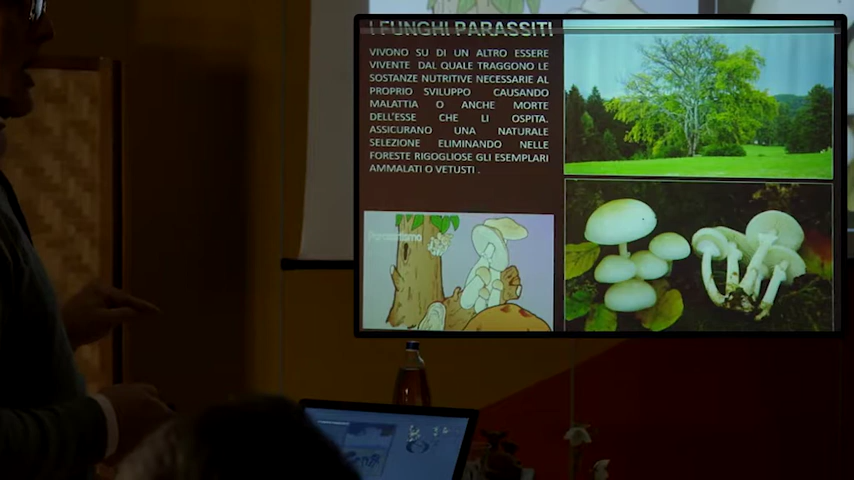 I FUNGHI PARASSITI
VIVONO SU DI UN ALTRO ESSERE
VIVENTE DAL QUALE TRAGGONO LE
SOSTANZE NUTRITIVE NECESSARIE AL
PROPRIO SVILUPPO CAUSANDO
MALATTIA O ANCHE MORTE
DELL'ESSE CHE LI OSPITA.
ASSICURANO UNA NATURALE
SELEZIONE ELIMINANDO NELLE
FORESTE RIGOGLIOSE GLI ESEMPLARI
AMMALATI O VETUSTI .
Parassitismo